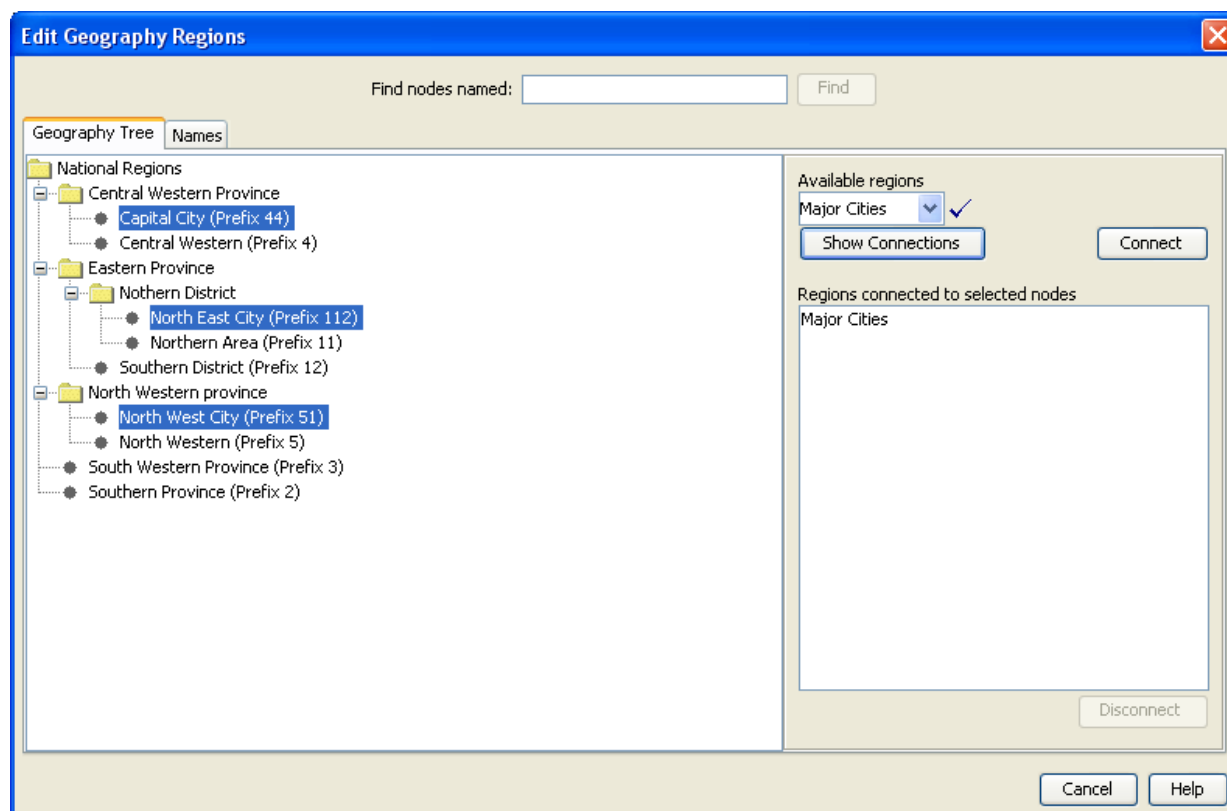 Edit Geography Regions
Find nodes named:
Find
Geography Tree
Names
National Regions
Central Western Province
Capital City (Prefix 44)
Central Western (Prefix 4)
Eastern Province
Nothern District
North East City (Prefix 112)
Northern Area (Prefix 11)
Southern District (Prefix 12)
North Western province
North West City (Prefix 51)
North Western (Prefix 5)
South Western Province (Prefix 3)
Southern Province (Prefix 2)
Available regions
Major Cities
Show Connections
Connect
Regions connected to selected nodes
Major Cities
Disconnect
Cancel
Help